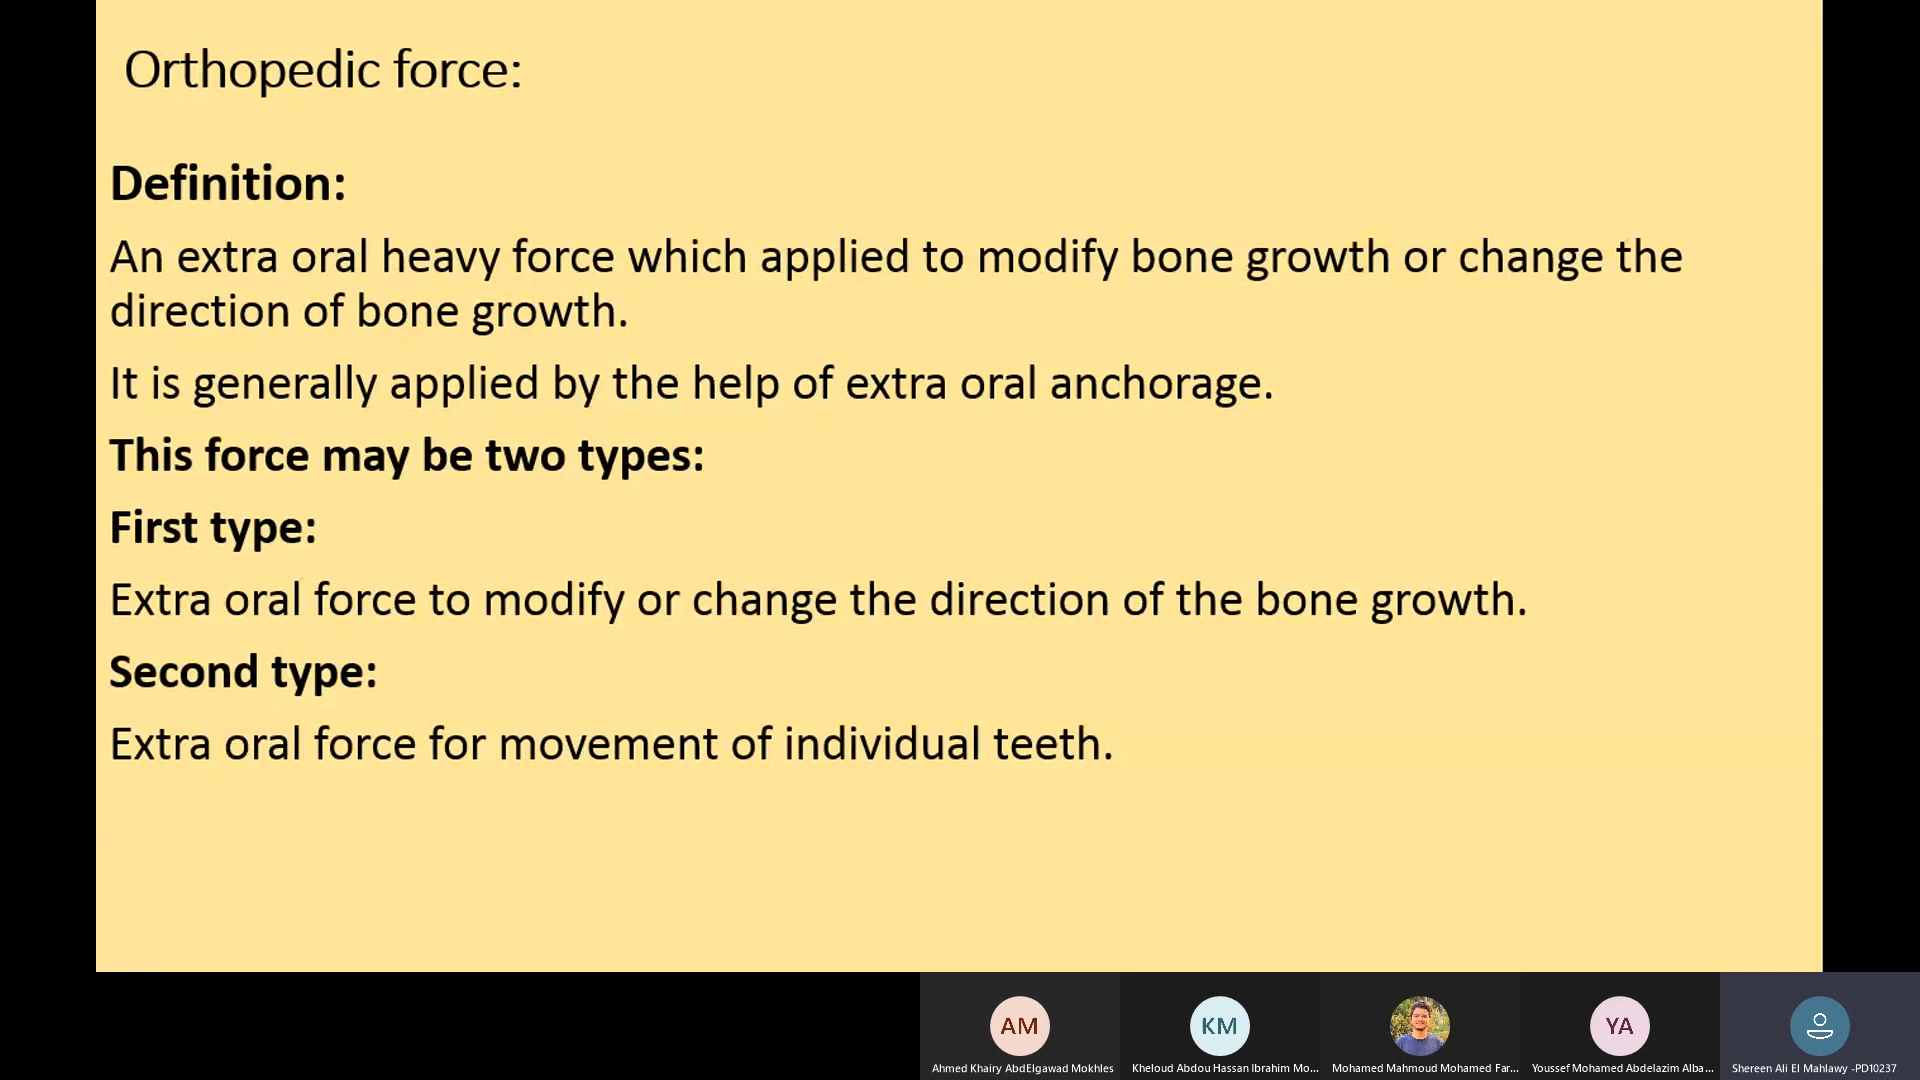 Orthopedic force:
Definition:
An extra oral heavy force which applied to modify bone growth or change the
direction of bone growth.
It is generally applied by the help of extra oral anchorage.
This force may be two types:
First type:
Extra oral force to modify or change the direction of the bone growth.
Second type:
Extra oral force for movement of individual teeth.
AM
KM
YA
Ahmed Khairy AbdElgawad Mokhles
Kheloud Abdou Hassan Ibrahim Mo...
Mohamed Mahmoud Mohamed Far...
Youssef Mohamed Abdelazim Alba...
Shereen Ali El Mahlawy -PD10237